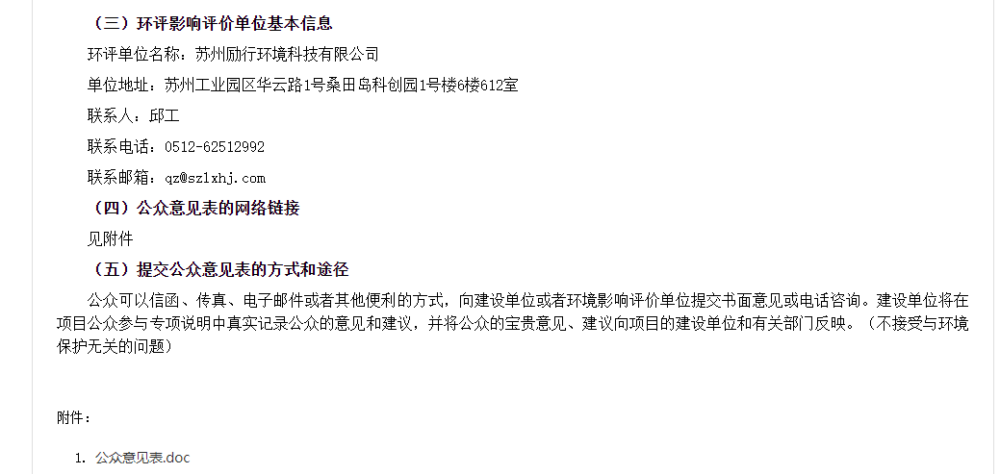 （三）环评影响评价单位基本信息
环评单位名称：苏州励行环境科技有限公司
单位地址：苏州工业园区华云路1号桑田岛科创园1号楼6楼612室
联系人：邱工
联系电话：0512-62512992
联系邮箱：qz@szlxhj.com
（四）公众意见表的网络链接
见附件
（五）提交公众意见表的方式和途径
公众可以信函、传真、电子邮件或者其他便利的方式，向建设单位或者环境影响评价单位提交书面意见或电话咨询。建设单位将在
项目公众参与专项说明中真实记录公众的意见和建议，并将公众的宝贵意见、建议向项目的建设单位和有关部门反映。（不接受与环境
保护无关的问题）
附件：
1. 公众意见表.doc